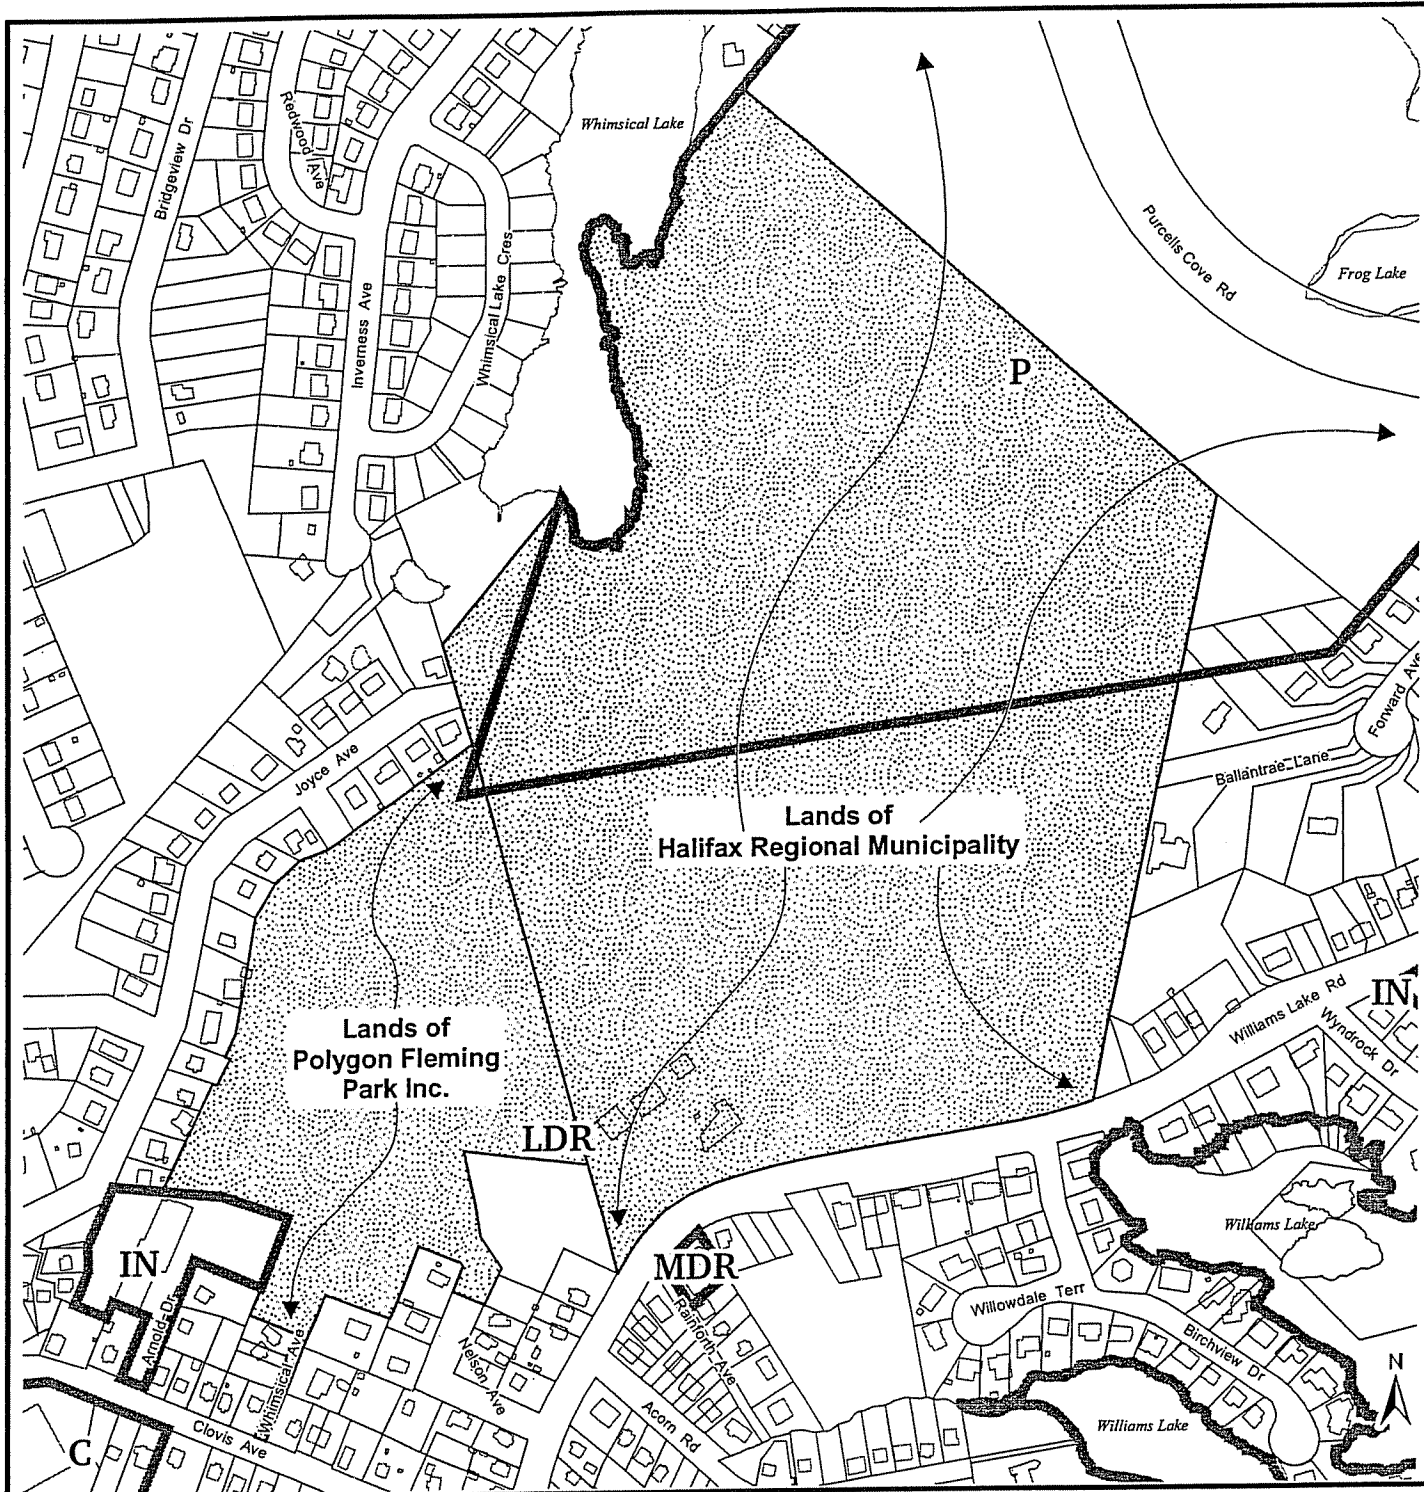 Whimsical Lake
Redwood Ave
Bridgeview Dr
Purcells Cove Rd
Frog Lake
Whimsical Lake Cres
Inverness Ave
P
Forward Ave
Joyce Ave
Ballantrae Lane
Lands of
Halifax Regional Municipality
IN
Williams Lake Rd
Wyndrock Dr
Lands of
Polygon Fleming
Park Inc.
LDR
Williams Lake
IN
MDR
Willowdale Terr
Arnold Dr
Rainforth Ave
Birchview Dr
Whimsical Ave
Nelson Ave
N
Acorn Rd
Clovis Ave
Williams Lake
C